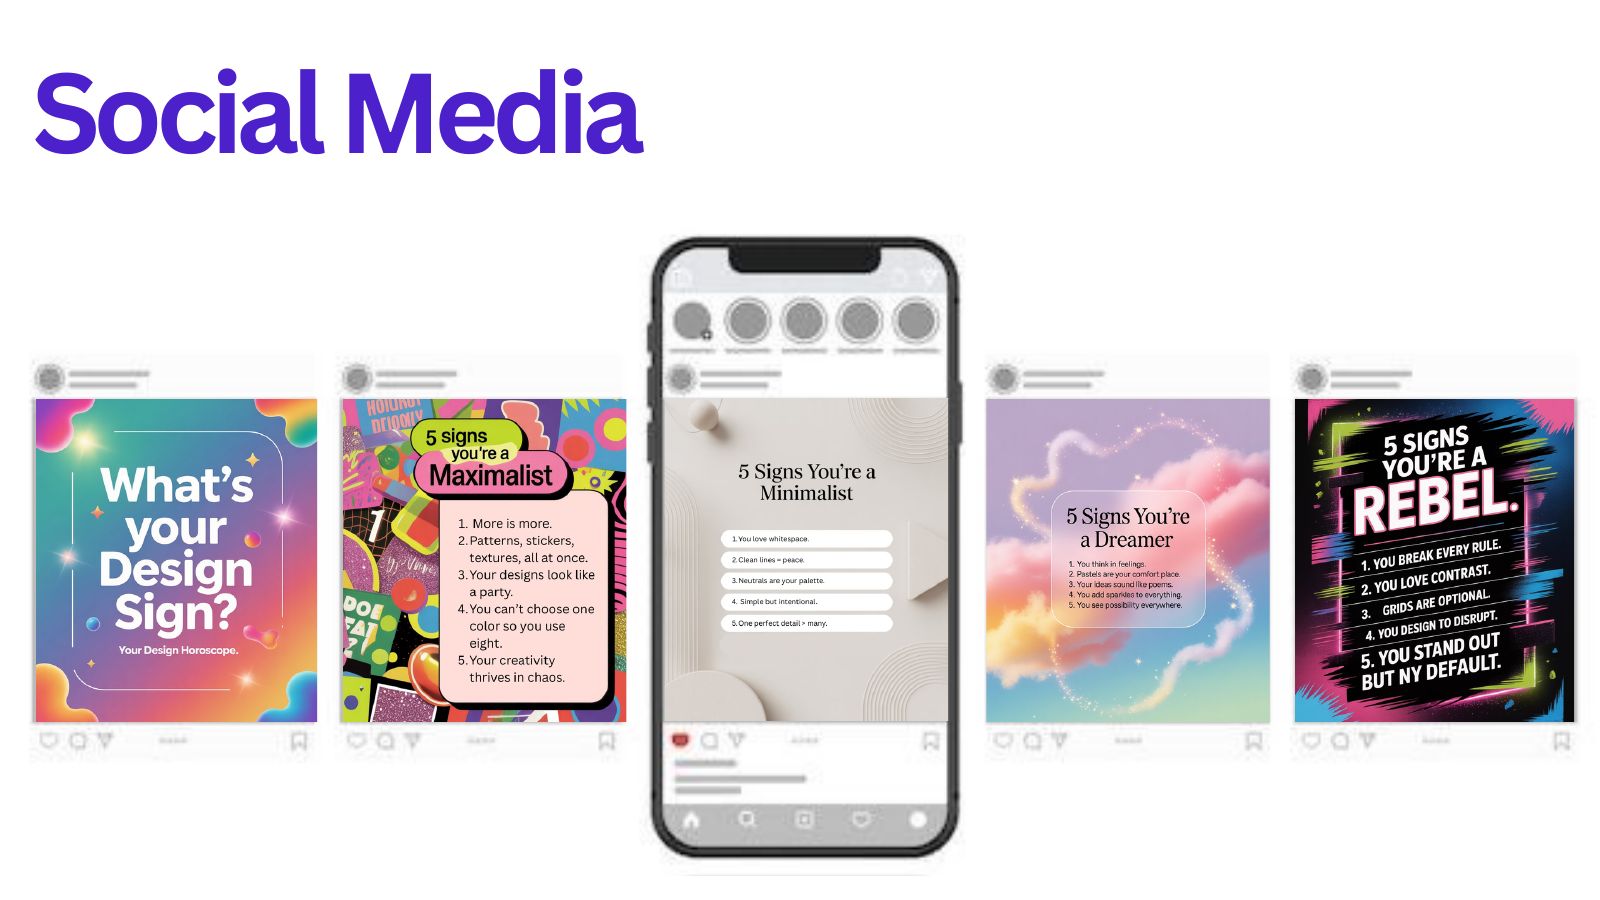 Social Media
What's
your
Design
Sign?
Your Design Horoscope.
5 signs
you're a
Maximalist
1. More is more.
2. Patterns, stickers,
textures, all at once.
3. Your designs look like
a party.
4. You can't choose one
color so you use
eight.
5. Your creativity
thrives in chaos.
5 Signs You're a
Minimalist
1. You love whitespace.
2. Clean lines = peace.
3. Neutrals are your palette.
4. Simple but intentional.
5. One perfect detail > many.
5 Signs You're
a Dreamer
1. You think in feelings.
2. Pastels are your comfort place.
3. Your ideas sound like poems.
4. You add sparkles to everything.
5. You see possibility everywhere.
5 SIGNS
YOU'RE A
REBEL.
1. YOU BREAK EVERY RULE.
2. YOU LOVE CONTRAST.
3. GRIDS ARE OPTIONAL.
4. YOU DESIGN TO DISRUPT.
5. YOU STAND OUT
BUT NY DEFAULT.